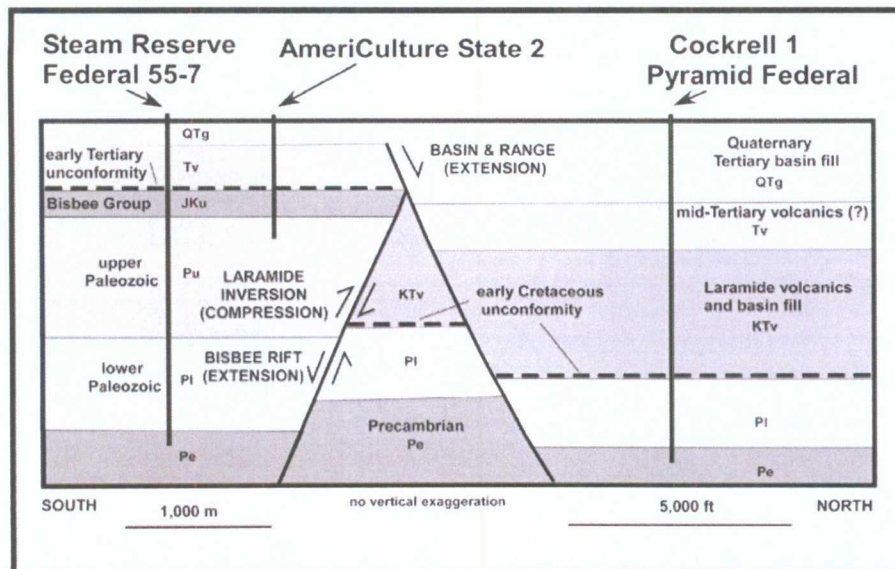 Steam Reserve
Federal 55-7
AmeriCulture State 2
Cockrell 1
Pyramid Federal
QTg
early Tertiary
unconformity
Tv
Bisbee Group
JKu
upper
Paleozoic
Pu
LARAMIDE
INVERSION
(COMPRESSION)
BISBEE RIFT
(EXTENSION)
lower
Paleozoic
Pl
Pe
BASIN & RANGE
(EXTENSION)
KTv
early Cretaceous
unconformity
Pl
Precambrian
Pe
Quaternary
Tertiary basin fill
QTg
mid-Tertiary volcanics (?)
Tv
Laramide volcanics
and basin fill
KTv
Pl
Pe
SOUTH
1,000 m
no vertical exaggeration
5,000 ft
NORTH